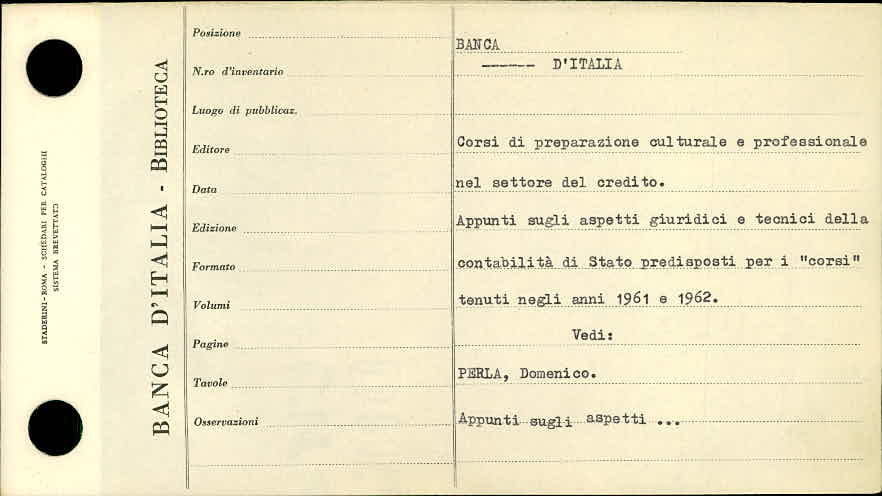 STADERINI-ROMA - SCHEDARI PER CATALOGHI
SISTEMA BREVETTATO
BANCA D'ITALIA - BIBLIOTECA
Posizione
N.ro d'inventario
Luogo di pubblicaz.
Editore
Data
Edizione
Formato
Volumi
Pagine
Tavole
Osservazioni
BANCA
------ D'ITALIA
Corsi di preparazione culturale e professionale
nel settore del credito.
Appunti sugli aspetti giuridici e tecnici della
contabilità di Stato predisposti per i "corsi"
tenuti negli anni 1961 e 1962.
Vedi:
PERLA, Domenico.
Appunti sugli aspetti ...